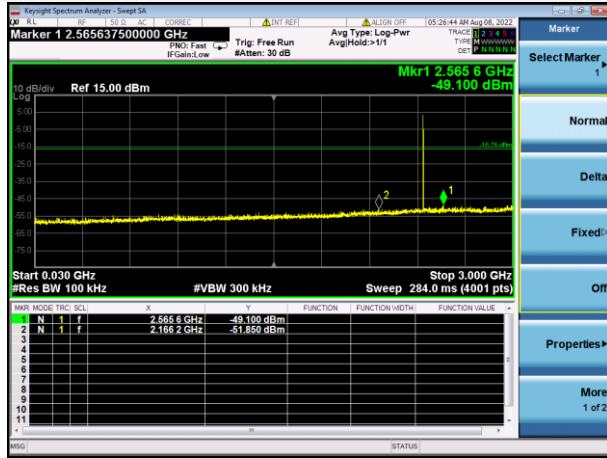 Keysight Spectrum Analyzer - Swept SA
RL RF 50 Ω AC CORREC INT REF ALIGN OFF 05:26:44 AM Aug 08, 2022
Marker 1 2.565637500000 GHz
PNO: Fast
IFGain:Low
Trig: Free Run
#Atten: 30 dB
Avg Type: Log-Pwr
Avg|Hold:>1/1
TRACE 1 2 3 4 5 6
TYPE M WWWWW
DET P NNNNN
Marker
Select Marker
1
Normal
Delta
Fixed
Off
Properties
More
1 of 2
Mkr1 2.565 6 GHz
-49.100 dBm
10 dB/div Ref 15.00 dBm
Log
5.00
-5.00
-15.0
-25.0
-35.0
-45.0
-55.0
-65.0
-75.0
-16.76 dBm
2
1
Start 0.030 GHz Stop 3.000 GHz
#Res BW 100 kHz #VBW 300 kHz Sweep 284.0 ms (4001 pts)
MKR MODE TRC SCL X Y FUNCTION FUNCTION WIDTH FUNCTION VALUE
1 N 1 f 2.565 6 GHz -49.100 dBm
2 N 1 f 2.166 2 GHz -51.850 dBm
3
4
5
6
7
8
9
10
11
MSG STATUS